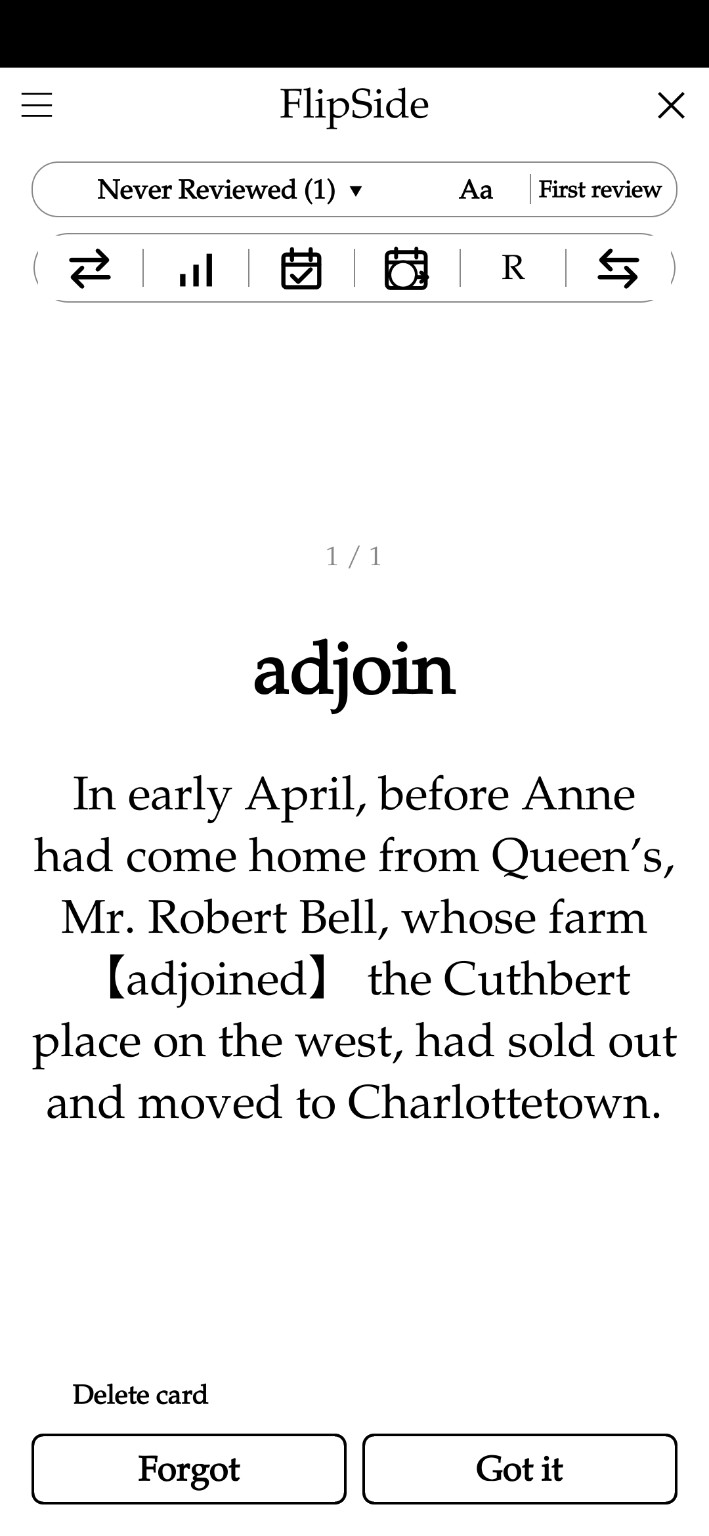 FlipSide
Never Reviewed (1) ▼ Aa First review
R
1 / 1
adjoin
In early April, before Anne
had come home from Queen’s,
Mr. Robert Bell, whose farm
【adjoined】 the Cuthbert
place on the west, had sold out
and moved to Charlottetown.
Delete card
Forgot Got it